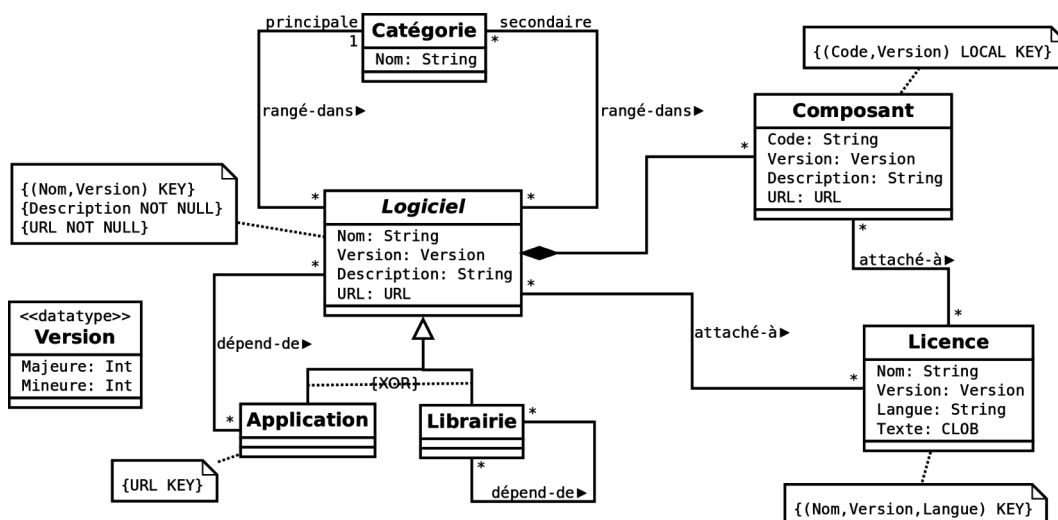 principale
secondaire
1
Catégorie
*
Nom: String
{(Code,Version) LOCAL KEY}
rangé-dans▶
rangé-dans▶
Composant
Code: String
Version: Version
Description: String
URL: URL
*
{(Nom,Version) KEY}
{Description NOT NULL}
{URL NOT NULL}
*
Logiciel
*
Nom: String
Version: Version
Description: String
URL: URL
*
*
*
attaché-à▶
<<datatype>>
Version
Majeure: Int
Mineure: Int
dépend-de▶
attaché-à▶
*
Licence
Nom: String
Version: Version
Langue: String
Texte: CLOB
*
{XOR}
*
Application
Librairie
*
*
{URL KEY}
dépend-de▶
{(Nom,Version,Langue) KEY}